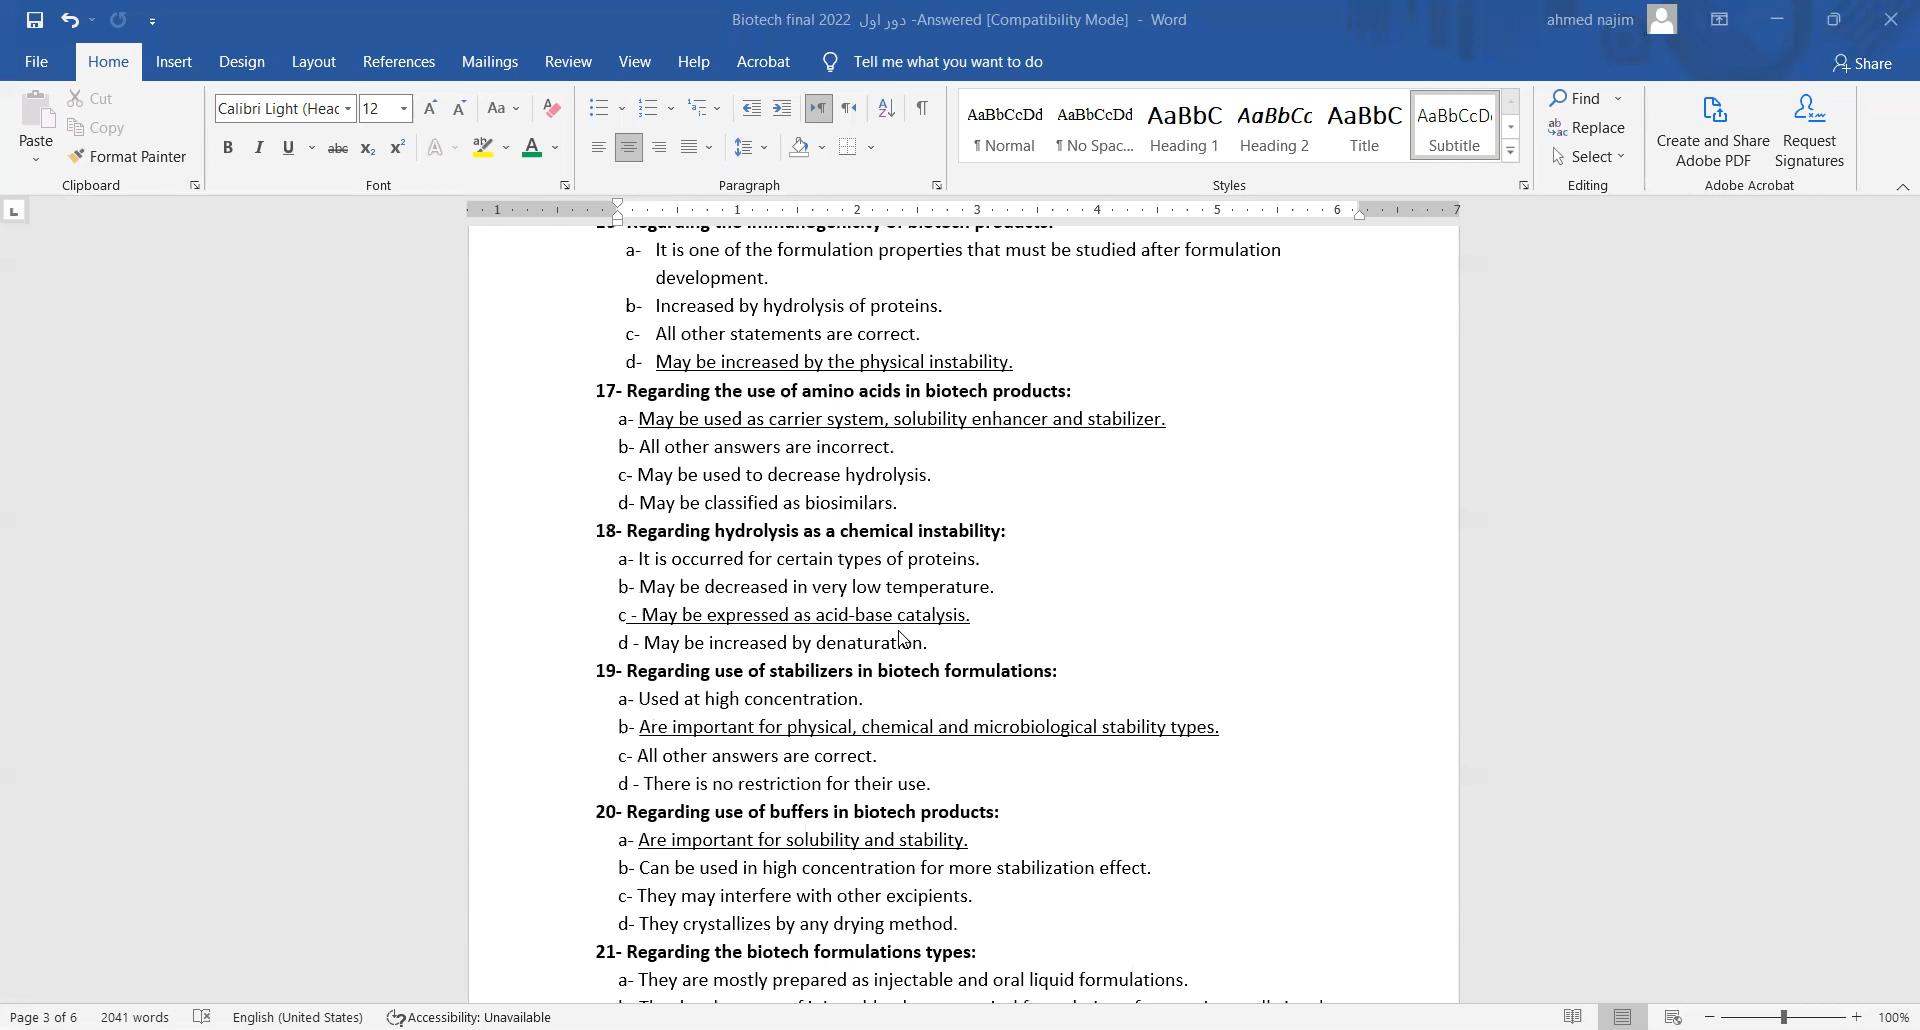 Biotech final 2022 دور اول -Answered [Compatibility Mode] - Word
ahmed najim
File Home Insert Design Layout References Mailings Review View Help Acrobat Tell me what you want to do
Share
Paste
Cut
Copy
Format Painter
Clipboard
Calibri Light (Heac 12
Font
Paragraph
AaBbCcDd AaBbCcDd AaBbC AaBbCc AaBbC AaBbCcD
¶ Normal ¶ No Spac... Heading 1 Heading 2 Title Subtitle
Styles
Find
Replace
Select
Editing
Create and Share Adobe PDF
Request Signatures
Adobe Acrobat
1 1 2 3 4 5 6 7
Regarding the immunogenicity of biotech products:
a- It is one of the formulation properties that must be studied after formulation
development.
b- Increased by hydrolysis of proteins.
c- All other statements are correct.
d- May be increased by the physical instability.
17- Regarding the use of amino acids in biotech products:
a- May be used as carrier system, solubility enhancer and stabilizer.
b- All other answers are incorrect.
c- May be used to decrease hydrolysis.
d- May be classified as biosimilars.
18- Regarding hydrolysis as a chemical instability:
a- It is occurred for certain types of proteins.
b- May be decreased in very low temperature.
c - May be expressed as acid-base catalysis.
d - May be increased by denaturation.
19- Regarding use of stabilizers in biotech formulations:
a- Used at high concentration.
b- Are important for physical, chemical and microbiological stability types.
c- All other answers are correct.
d - There is no restriction for their use.
20- Regarding use of buffers in biotech products:
a- Are important for solubility and stability.
b- Can be used in high concentration for more stabilization effect.
c- They may interfere with other excipients.
d- They crystallizes by any drying method.
21- Regarding the biotech formulations types:
a- They are mostly prepared as injectable and oral liquid formulations.
Page 3 of 6 2041 words English (United States) Accessibility: Unavailable 100%